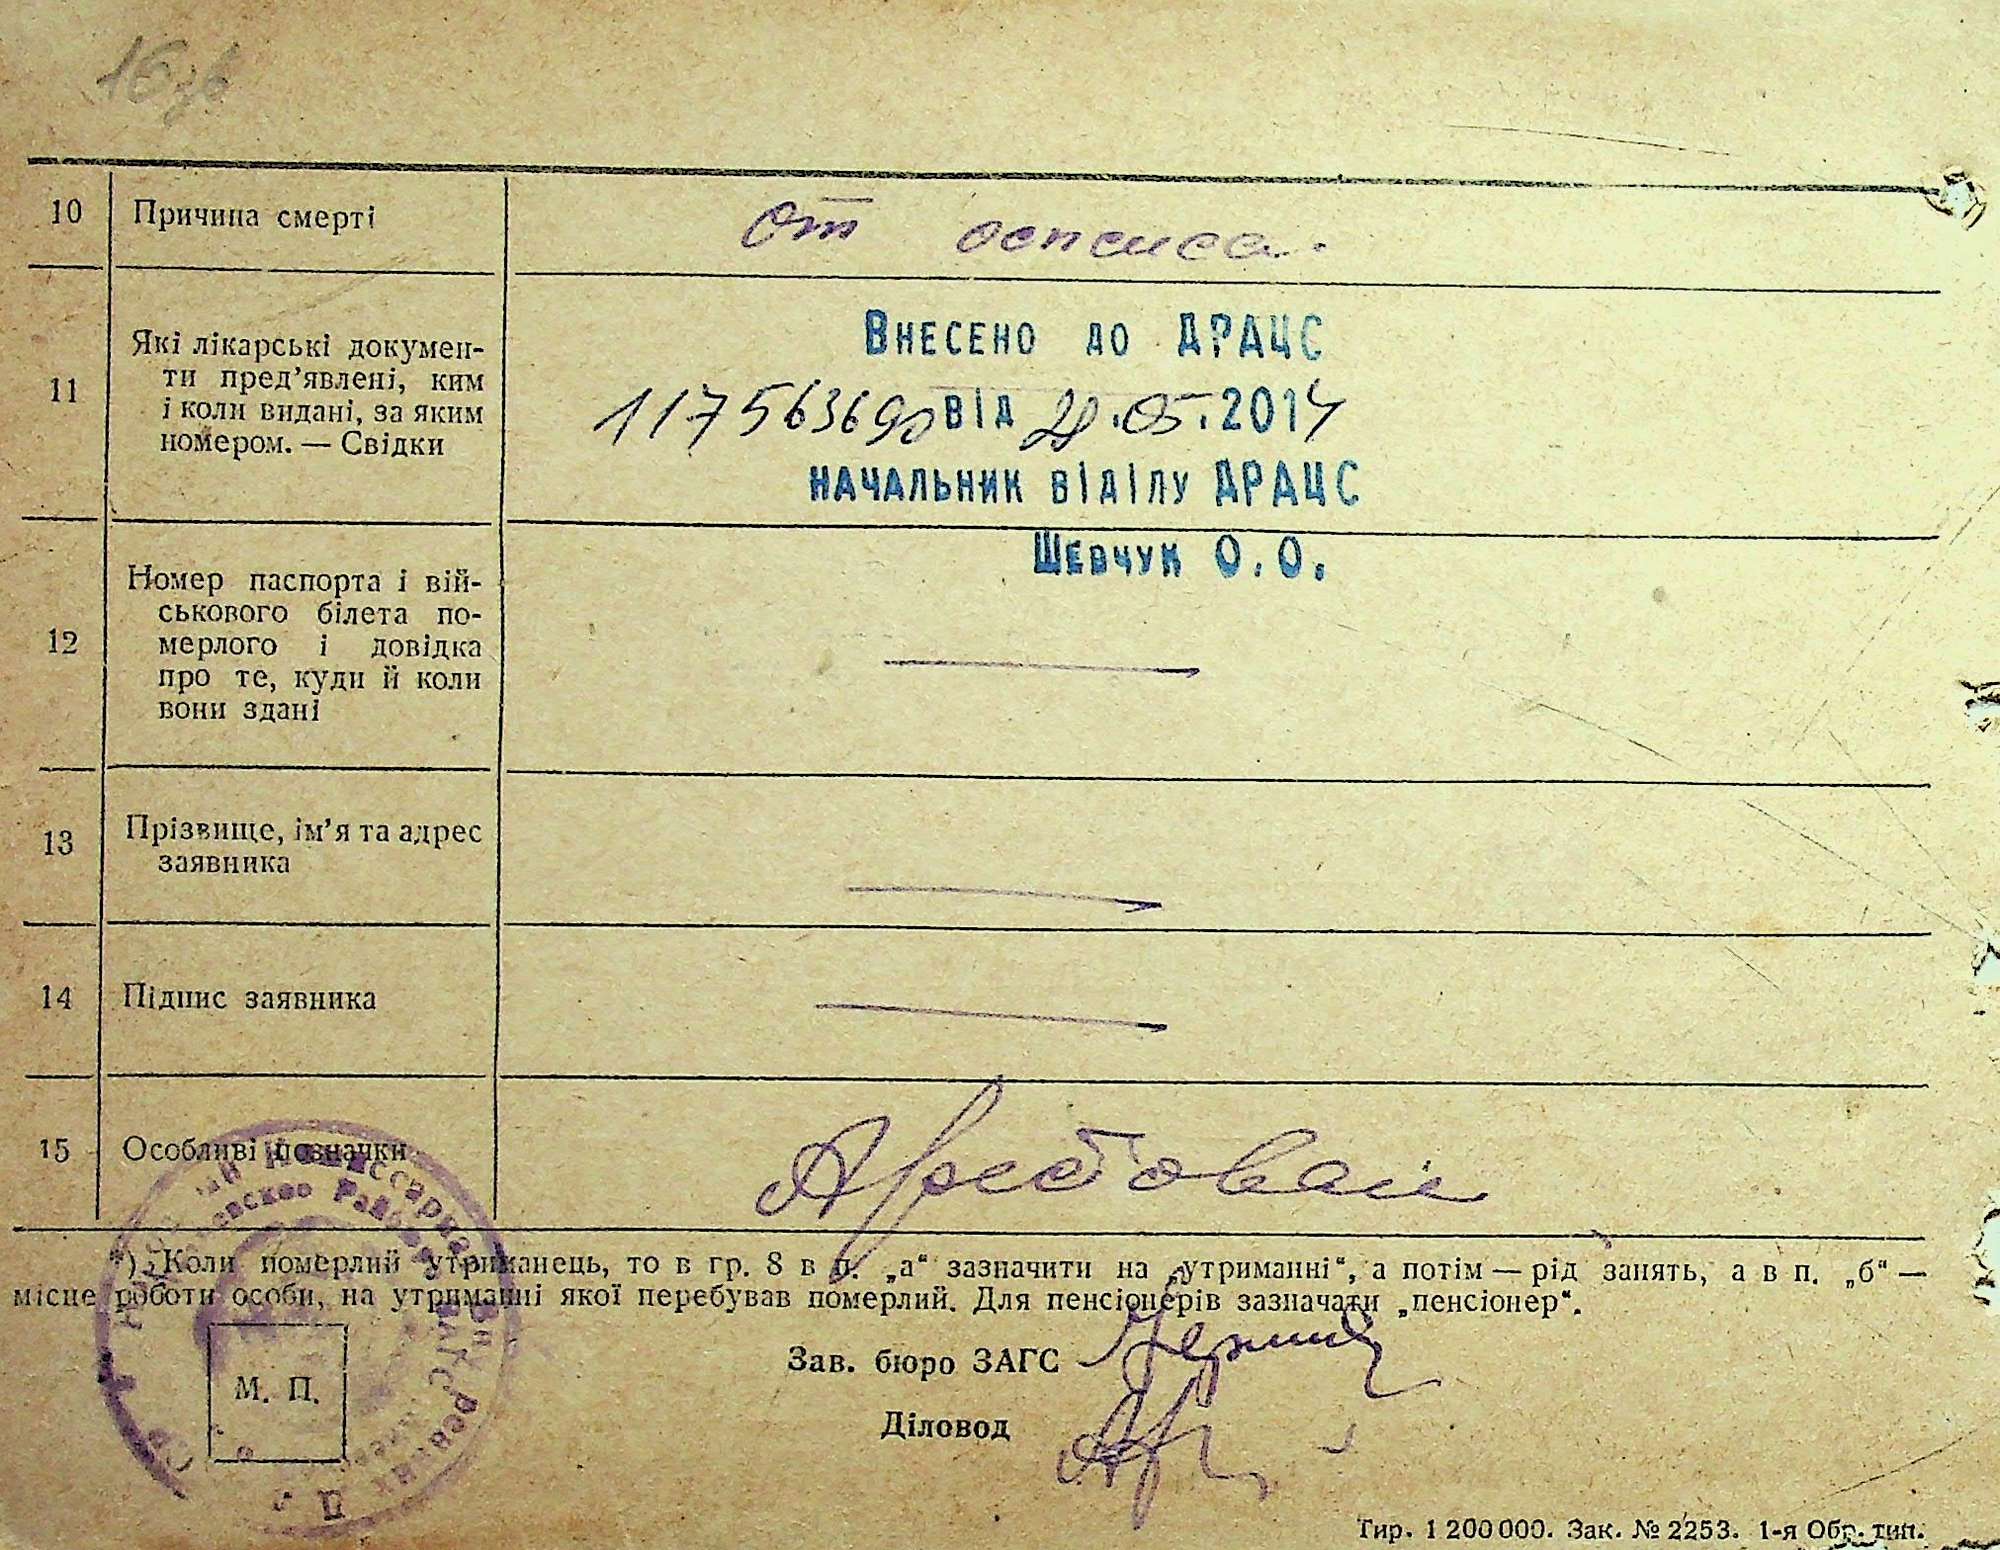 16зв
10 Причина смерті от сепсиса.
11 Які лікарські докумен-
ти пред'явлені, ким
і коли видані, за яким
номером. — Свідки
Внесено до ДРАЦС
117563690 від 20.05.2014
начальник відділу ДРАЦС
Шевчук О.О.
12 Номер паспорта і вій-
ськового білета по-
мерлого і довідка
про те, куди й коли
вони здані
13 Прізвище, ім'я та адрес
заявника
14 Підпис заявника
15 Особливі позначки Арестован
*) Коли померлий утриманець, то в гр. 8 в п. „а“ зазначити на „утриманні“, а потім — рід занять, а в п. „б“ —
місце роботи особи, на утриманні якої перебував померлий. Для пенсіонерів зазначати „пенсіонер“.
Зав. бюро ЗАГС
Діловод
М. П.
Тир. 1 200 000. Зак. № 2253. 1-я Обр. тип.